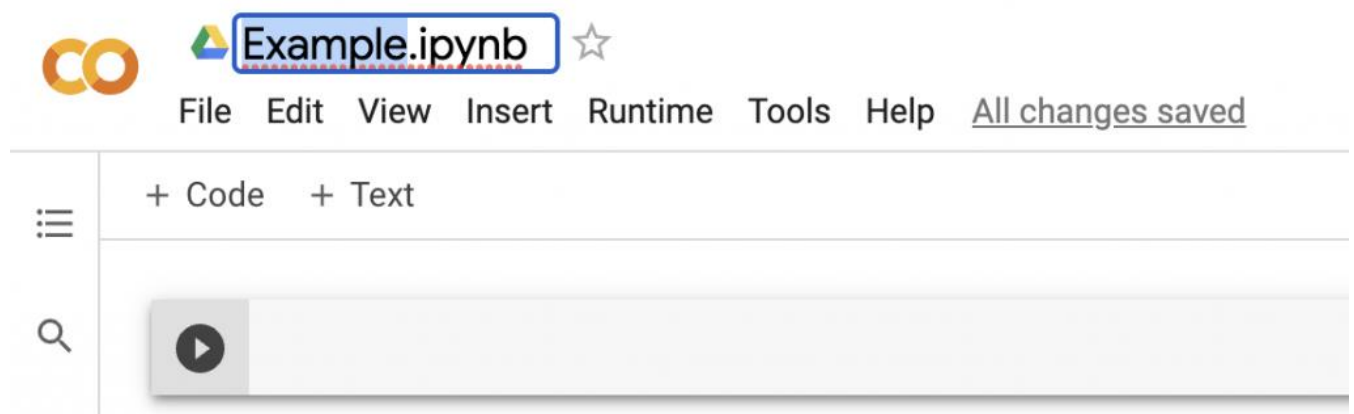 CO
Example.ipynb
File Edit View Insert Runtime Tools Help All changes saved
+ Code + Text